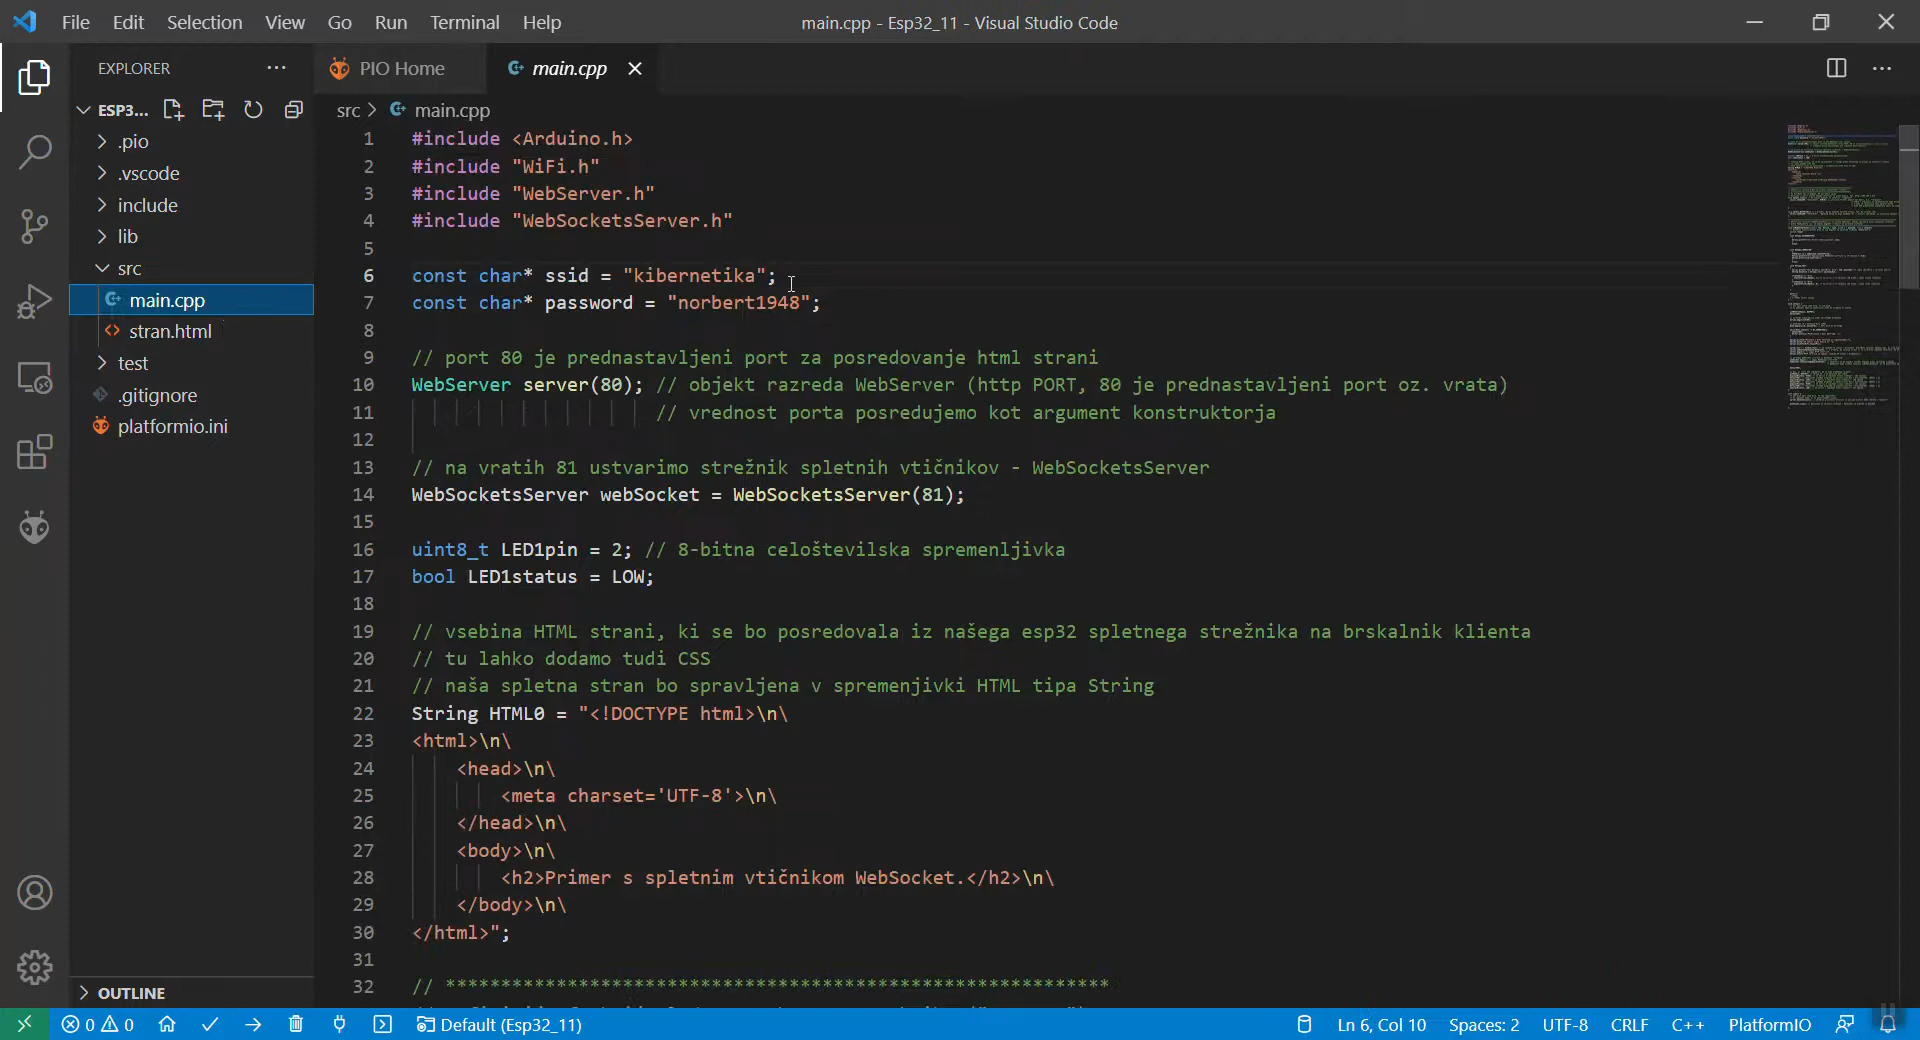 File Edit Selection View Go Run Terminal Help
main.cpp - Esp32_11 - Visual Studio Code
EXPLORER
ESP3...
.pio
.vscode
include
lib
src
main.cpp
stran.html
test
.gitignore
platformio.ini
OUTLINE
PIO Home
main.cpp
src > main.cpp
1 #include <Arduino.h>
2 #include "WiFi.h"
3 #include "WebServer.h"
4 #include "WebSocketsServer.h"
5
6 const char* ssid = "kibernetika";
7 const char* password = "norbert1948";
8
9 // port 80 je prednastavljeni port za posredovanje html strani
10 WebServer server(80); // objekt razreda WebServer (http PORT, 80 je prednastavljeni port oz. vrata)
11 // vrednost porta posredujemo kot argument konstruktorja
12
13 // na vratih 81 ustvarimo strežnik spletnih vtičnikov - WebSocketsServer
14 WebSocketsServer webSocket = WebSocketsServer(81);
15
16 uint8_t LED1pin = 2; // 8-bitna celoštevilska spremenljivka
17 bool LED1status = LOW;
18
19 // vsebina HTML strani, ki se bo posredovala iz našega esp32 spletnega strežnika na brskalnik klienta
20 // tu lahko dodamo tudi CSS
21 // naša spletna stran bo spravljena v spremenjivki HTML tipa String
22 String HTML0 = "<!DOCTYPE html>\n\
23 <html>\n\
24 <head>\n\
25 <meta charset='UTF-8'>\n\
26 </head>\n\
27 <body>\n\
28 <h2>Primer s spletnim vtičnikom WebSocket.</h2>\n\
29 </body>\n\
30 </html>";
31
32 // ************************************************************
0 0 Default (Esp32_11) Ln 6, Col 10 Spaces: 2 UTF-8 CRLF C++ PlatformIO